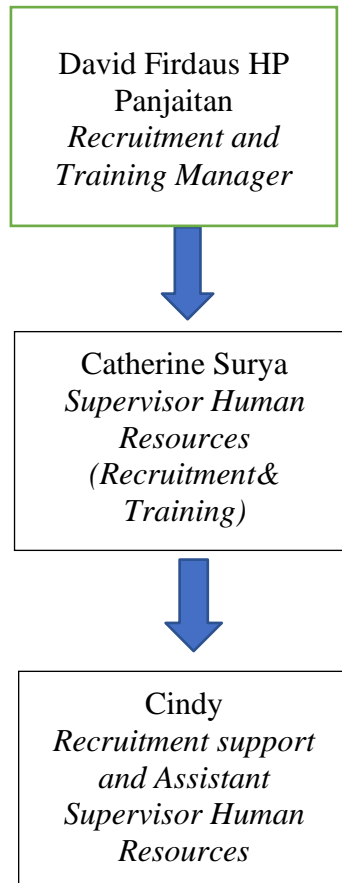 David Firdaus HP
Panjaitan
Recruitment and
Training Manager
Catherine Surya
Supervisor Human
Resources
(Recruitment&
Training)
Cindy
Recruitment support
and Assistant
Supervisor Human
Resources